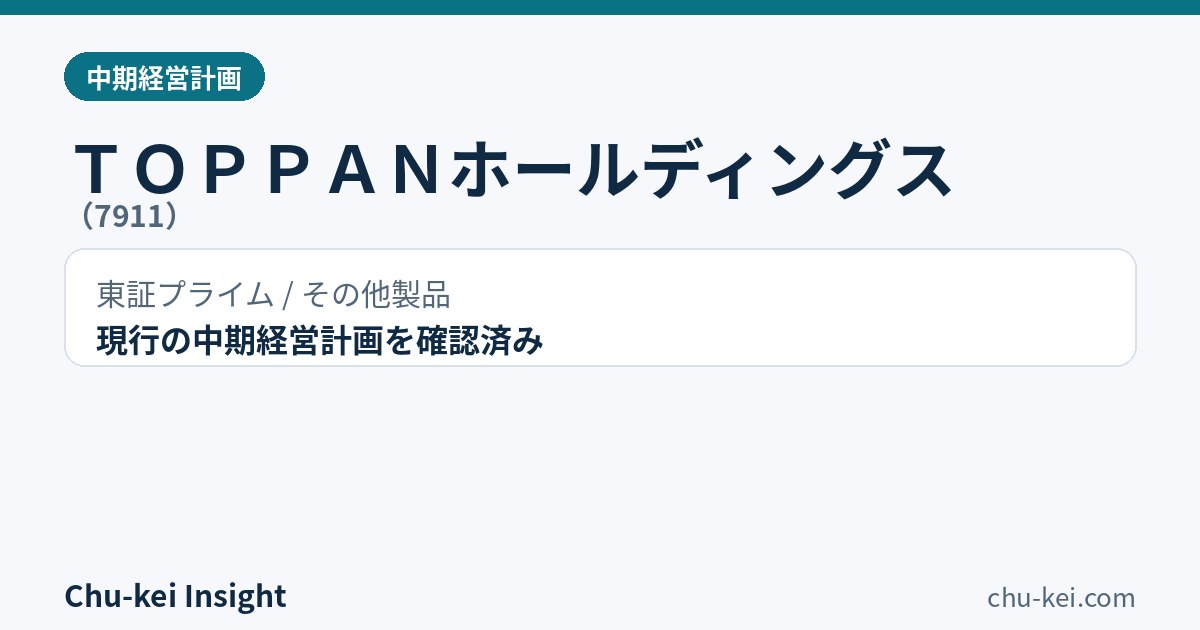 中期経営計画
ＴＯＰＰＡＮホールディングス
（7911）
東証プライム / その他製品
現行の中期経営計画を確認済み
Chu-kei Insight
chu-kei.com